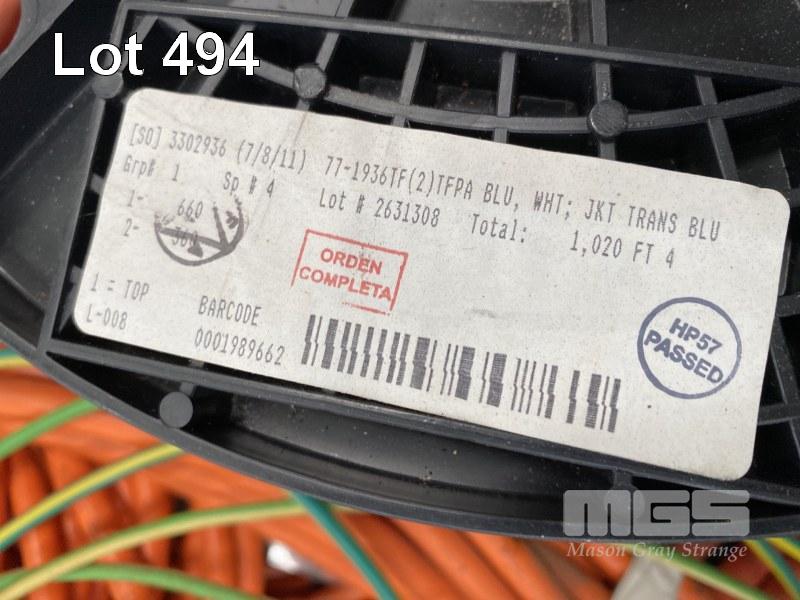 Lot 494
[SO] 3302936 (7/8/11) 77-1936TF(2)TFPA BLU, WHT; JKT TRANS BLU
Grp# 1 Sp # 4 Lot # 2631308 Total: 1,020 FT 4
1- 660
2- 360
ORDEN
COMPLETA
1 = TOP
L-008
BARCODE
0001989662
HP57
PASSED
MGS
Mason Gray Strange